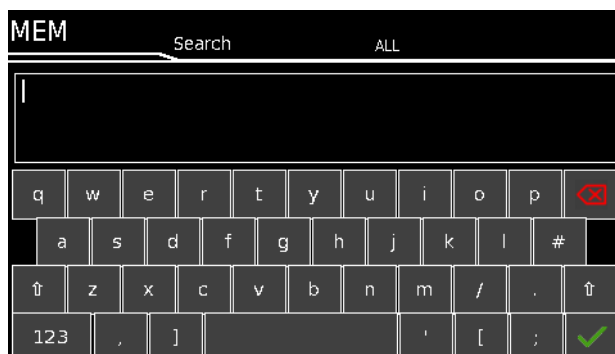 MEM
Search ALL
q w e r t y u i o p
a s d f g h j k l #
⇧ z x c v b n m / . ⇧
123 , ] ' [ ;